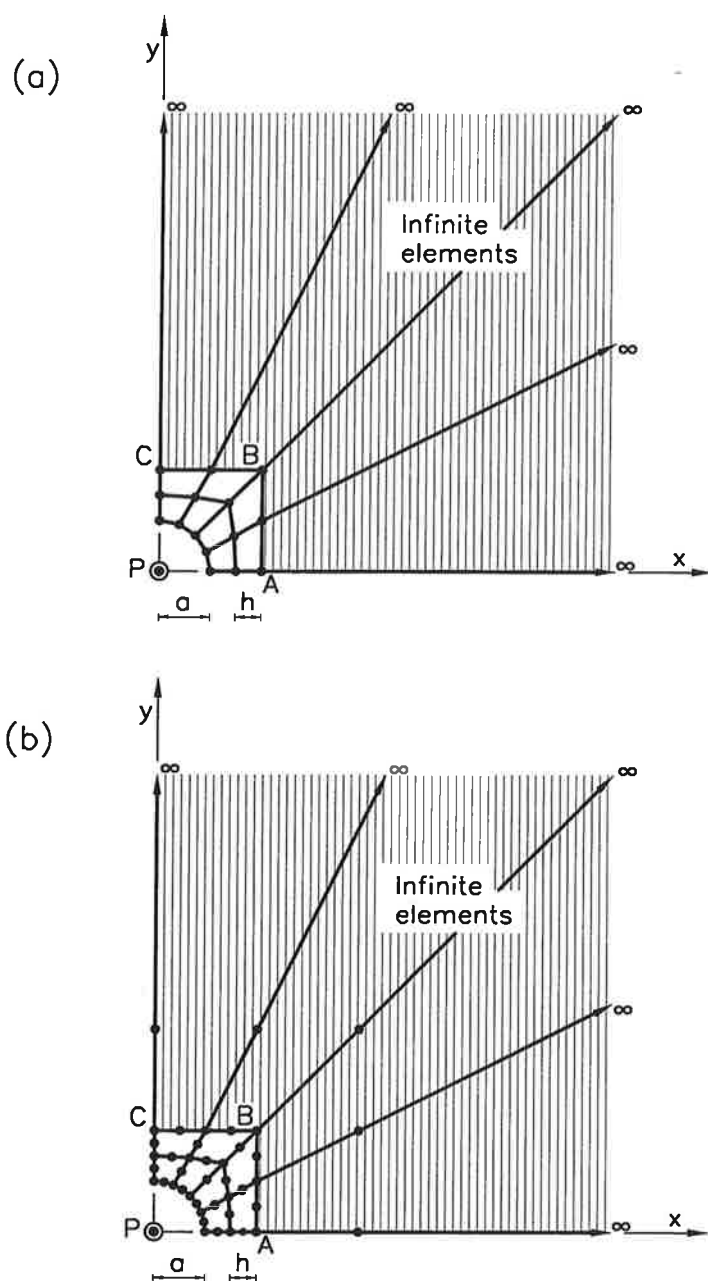 (a)
y
∞ ∞ ∞
Infinite
elements
∞
C B
P A ∞ x
a h
(b)
y
∞ ∞ ∞
Infinite
elements
∞
C B
P A ∞ x
a h